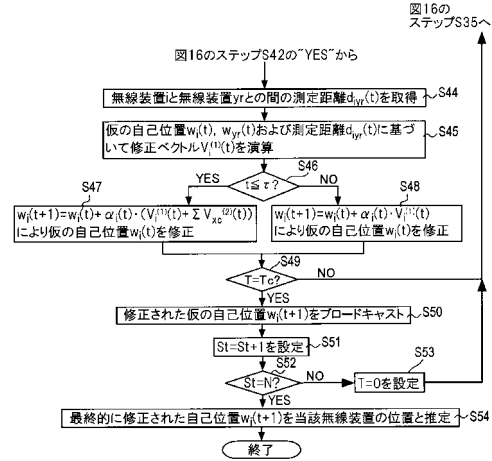 図16の
ステップS35へ
図16のステップS42の"YES"から
無線装置iと無線装置yrとの間の測定距離diyr(t)を取得
S44
仮の自己位置wi(t), wyr(t)および測定距離diyr(t)に基づ
いて修正ベクトルVi(1)(t)を演算
S45
S46
t≦τ?
YES
NO
S47
S48
wi(t+1)=wi(t)+αi(t)·(Vi(1)(t)+ΣVxc(2)(t))
により仮の自己位置wi(t)を修正
wi(t+1)=wi(t)+αi(t)·Vi(1)(t)
により仮の自己位置wi(t)を修正
S49
T=Tc?
NO
YES
修正された仮の自己位置wi(t+1)をブロードキャスト
S50
St=St+1を設定
S51
S52
St=N?
NO
S53
T=0を設定
YES
最終的に修正された自己位置wi(t+1)を当該無線装置の位置と推定
S54
終了